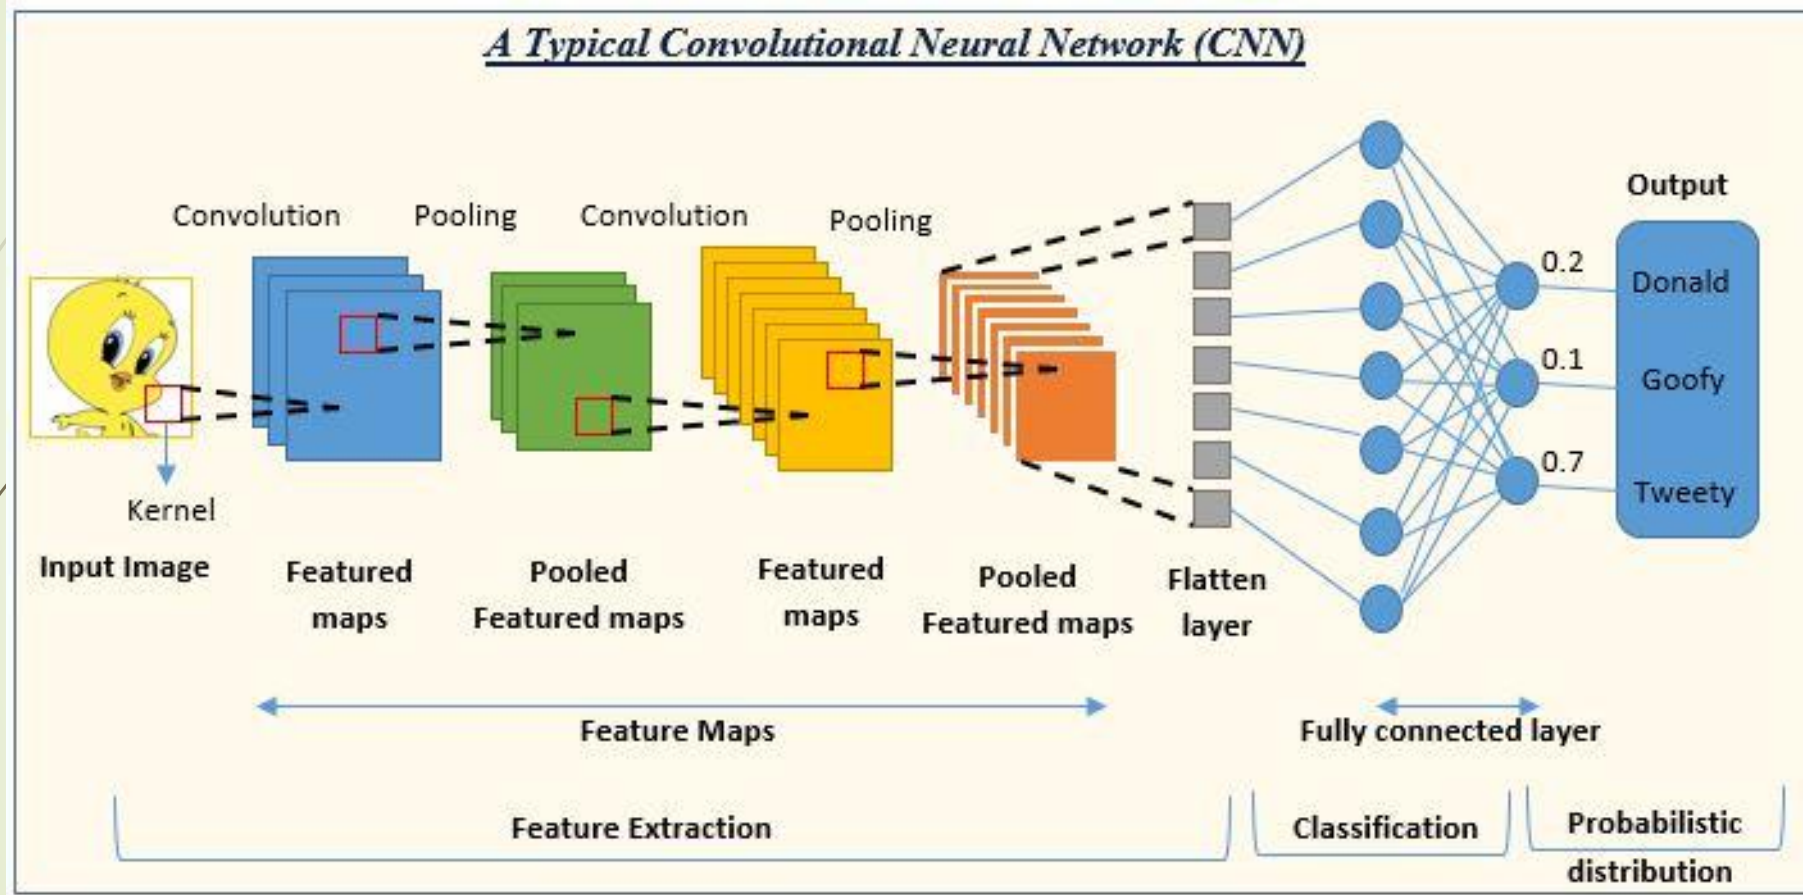 A Typical Convolutional Neural Network (CNN)
Convolution
Pooling
Convolution
Pooling
Output
0.2
Donald
0.1
Goofy
0.7
Tweety
Kernel
Input Image
Featured
maps
Pooled
Featured maps
Featured
maps
Pooled
Featured maps
Flatten
layer
Feature Maps
Fully connected layer
Feature Extraction
Classification
Probabilistic
distribution